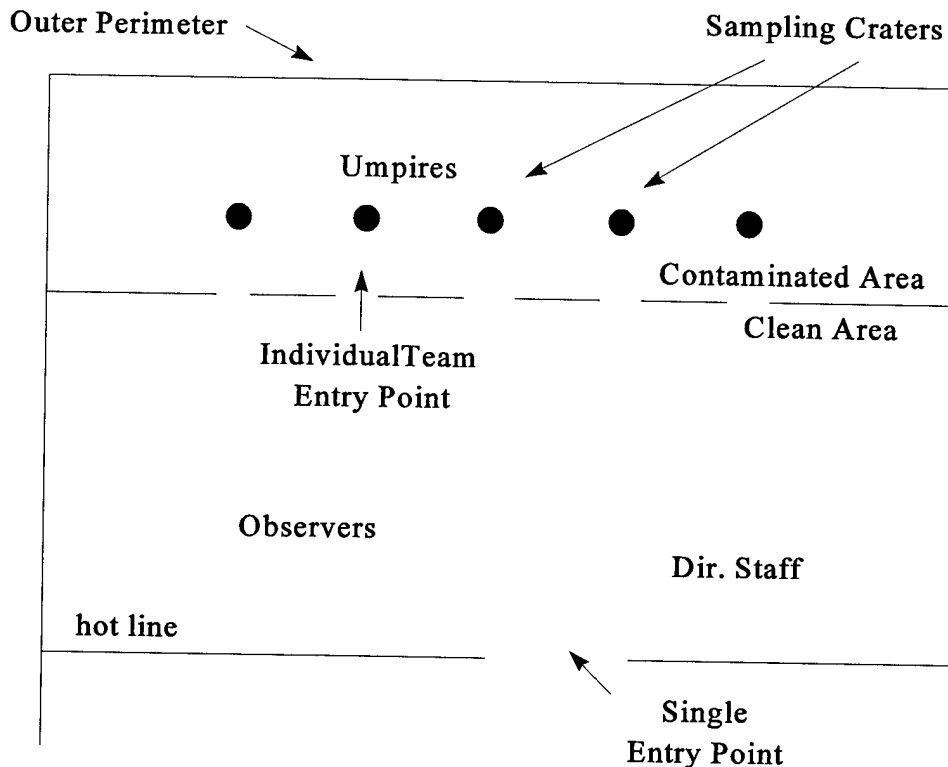 Outer Perimeter
Sampling Craters
Umpires
Contaminated Area
Clean Area
IndividualTeam
Entry Point
Observers
Dir. Staff
hot line
Single
Entry Point